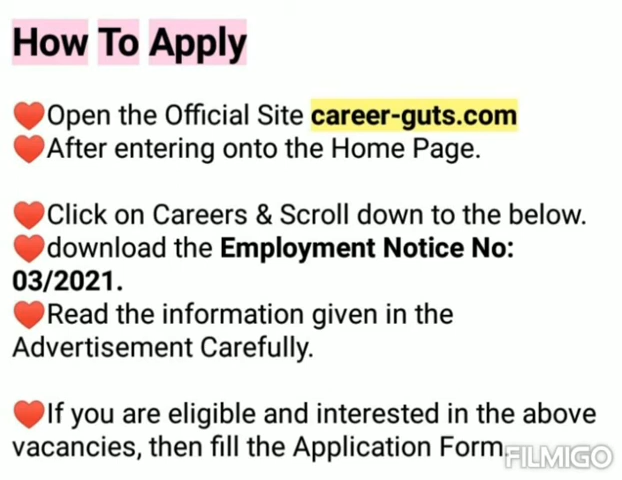 How To Apply
♥️Open the Official Site career-guts.com
♥️After entering onto the Home Page.
♥️Click on Careers & Scroll down to the below.
♥️download the Employment Notice No:
03/2021.
♥️Read the information given in the
Advertisement Carefully.
♥️If you are eligible and interested in the above
vacancies, then fill the Application Form.
FILMIGO